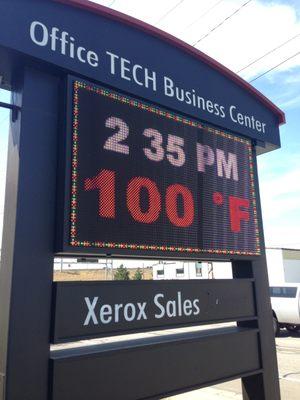 Office TECH Business Center
2 35 PM
100 °F
Xerox Sales